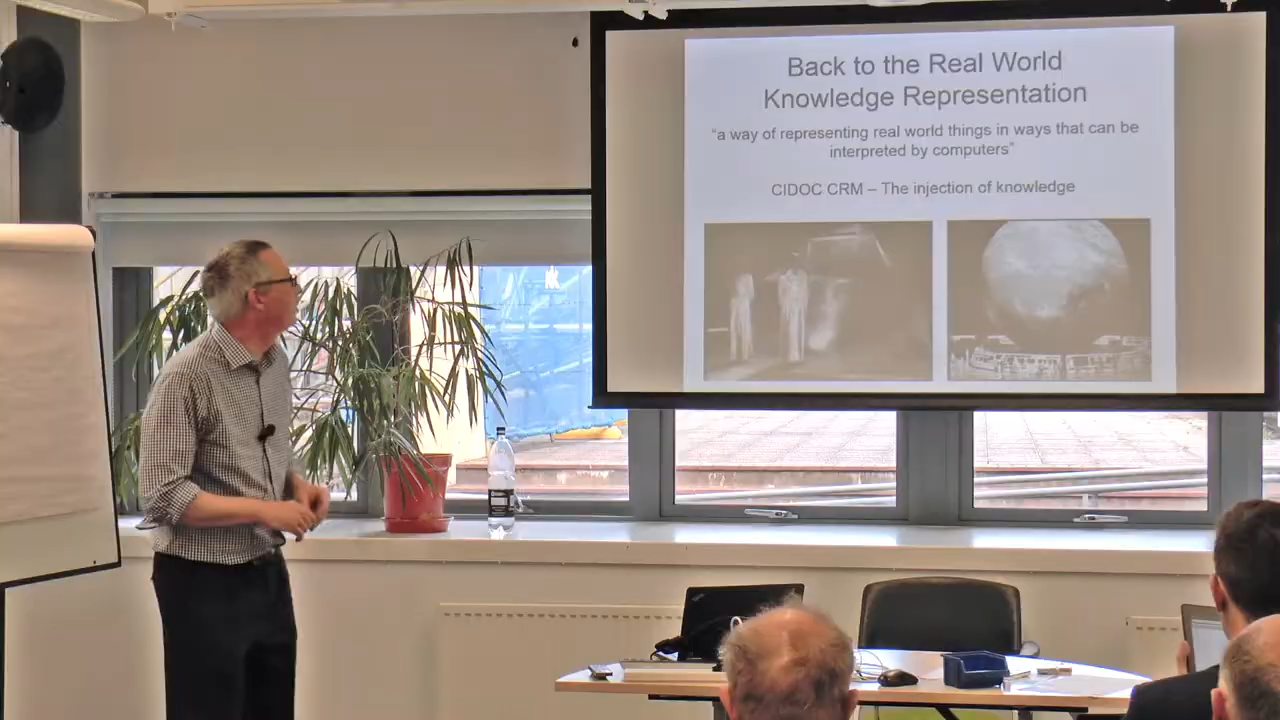 Back to the Real World
Knowledge Representation
“a way of representing real world things in ways that can be
interpreted by computers”
CIDOC CRM – The injection of knowledge